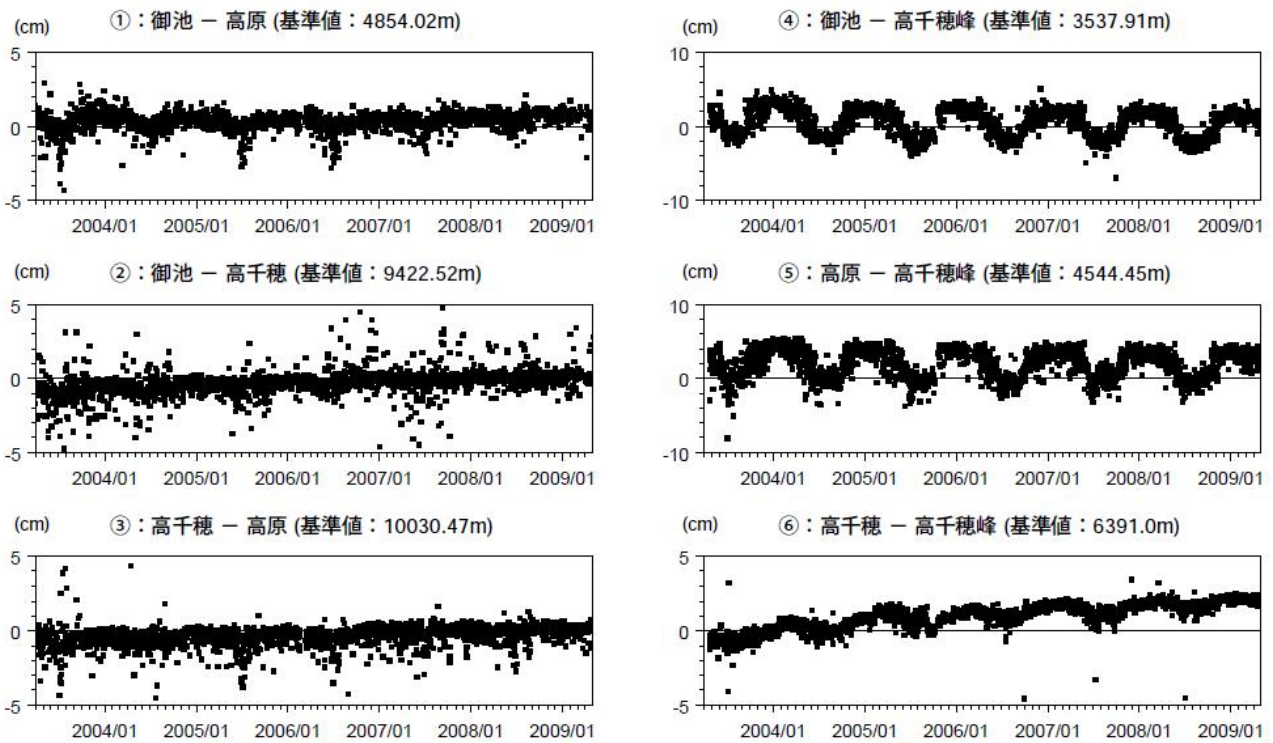 (cm) ①：御池 － 高原 (基準値：4854.02m)
5
0
-5
2004/01 2005/01 2006/01 2007/01 2008/01 2009/01
(cm) ④：御池 － 高千穂峰 (基準値：3537.91m)
10
0
-10
2004/01 2005/01 2006/01 2007/01 2008/01 2009/01
(cm) ②：御池 － 高千穂 (基準値：9422.52m)
5
0
-5
2004/01 2005/01 2006/01 2007/01 2008/01 2009/01
(cm) ⑤：高原 － 高千穂峰 (基準値：4544.45m)
10
0
-10
2004/01 2005/01 2006/01 2007/01 2008/01 2009/01
(cm) ③：高千穂 － 高原 (基準値：10030.47m)
5
0
-5
2004/01 2005/01 2006/01 2007/01 2008/01 2009/01
(cm) ⑥：高千穂 － 高千穂峰 (基準値：6391.0m)
5
0
-5
2004/01 2005/01 2006/01 2007/01 2008/01 2009/01